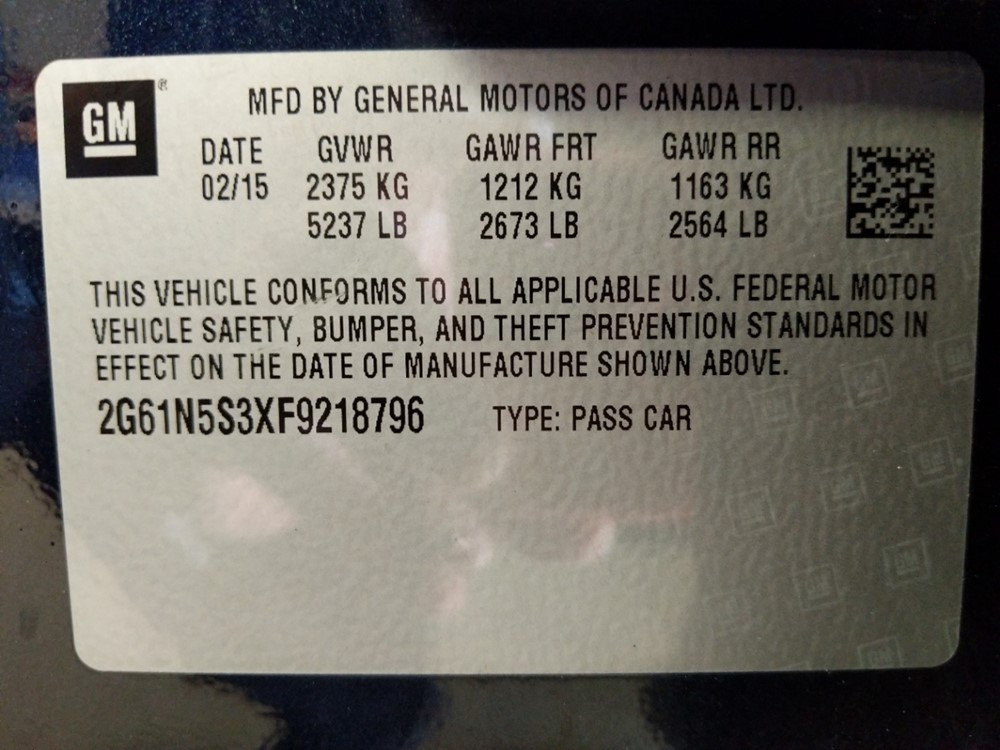 GM®
MFD BY GENERAL MOTORS OF CANADA LTD.
DATE GVWR GAWR FRT GAWR RR
02/15 2375 KG 1212 KG 1163 KG
5237 LB 2673 LB 2564 LB
THIS VEHICLE CONFORMS TO ALL APPLICABLE U.S. FEDERAL MOTOR
VEHICLE SAFETY, BUMPER, AND THEFT PREVENTION STANDARDS IN
EFFECT ON THE DATE OF MANUFACTURE SHOWN ABOVE.
2G61N5S3XF9218796 TYPE: PASS CAR